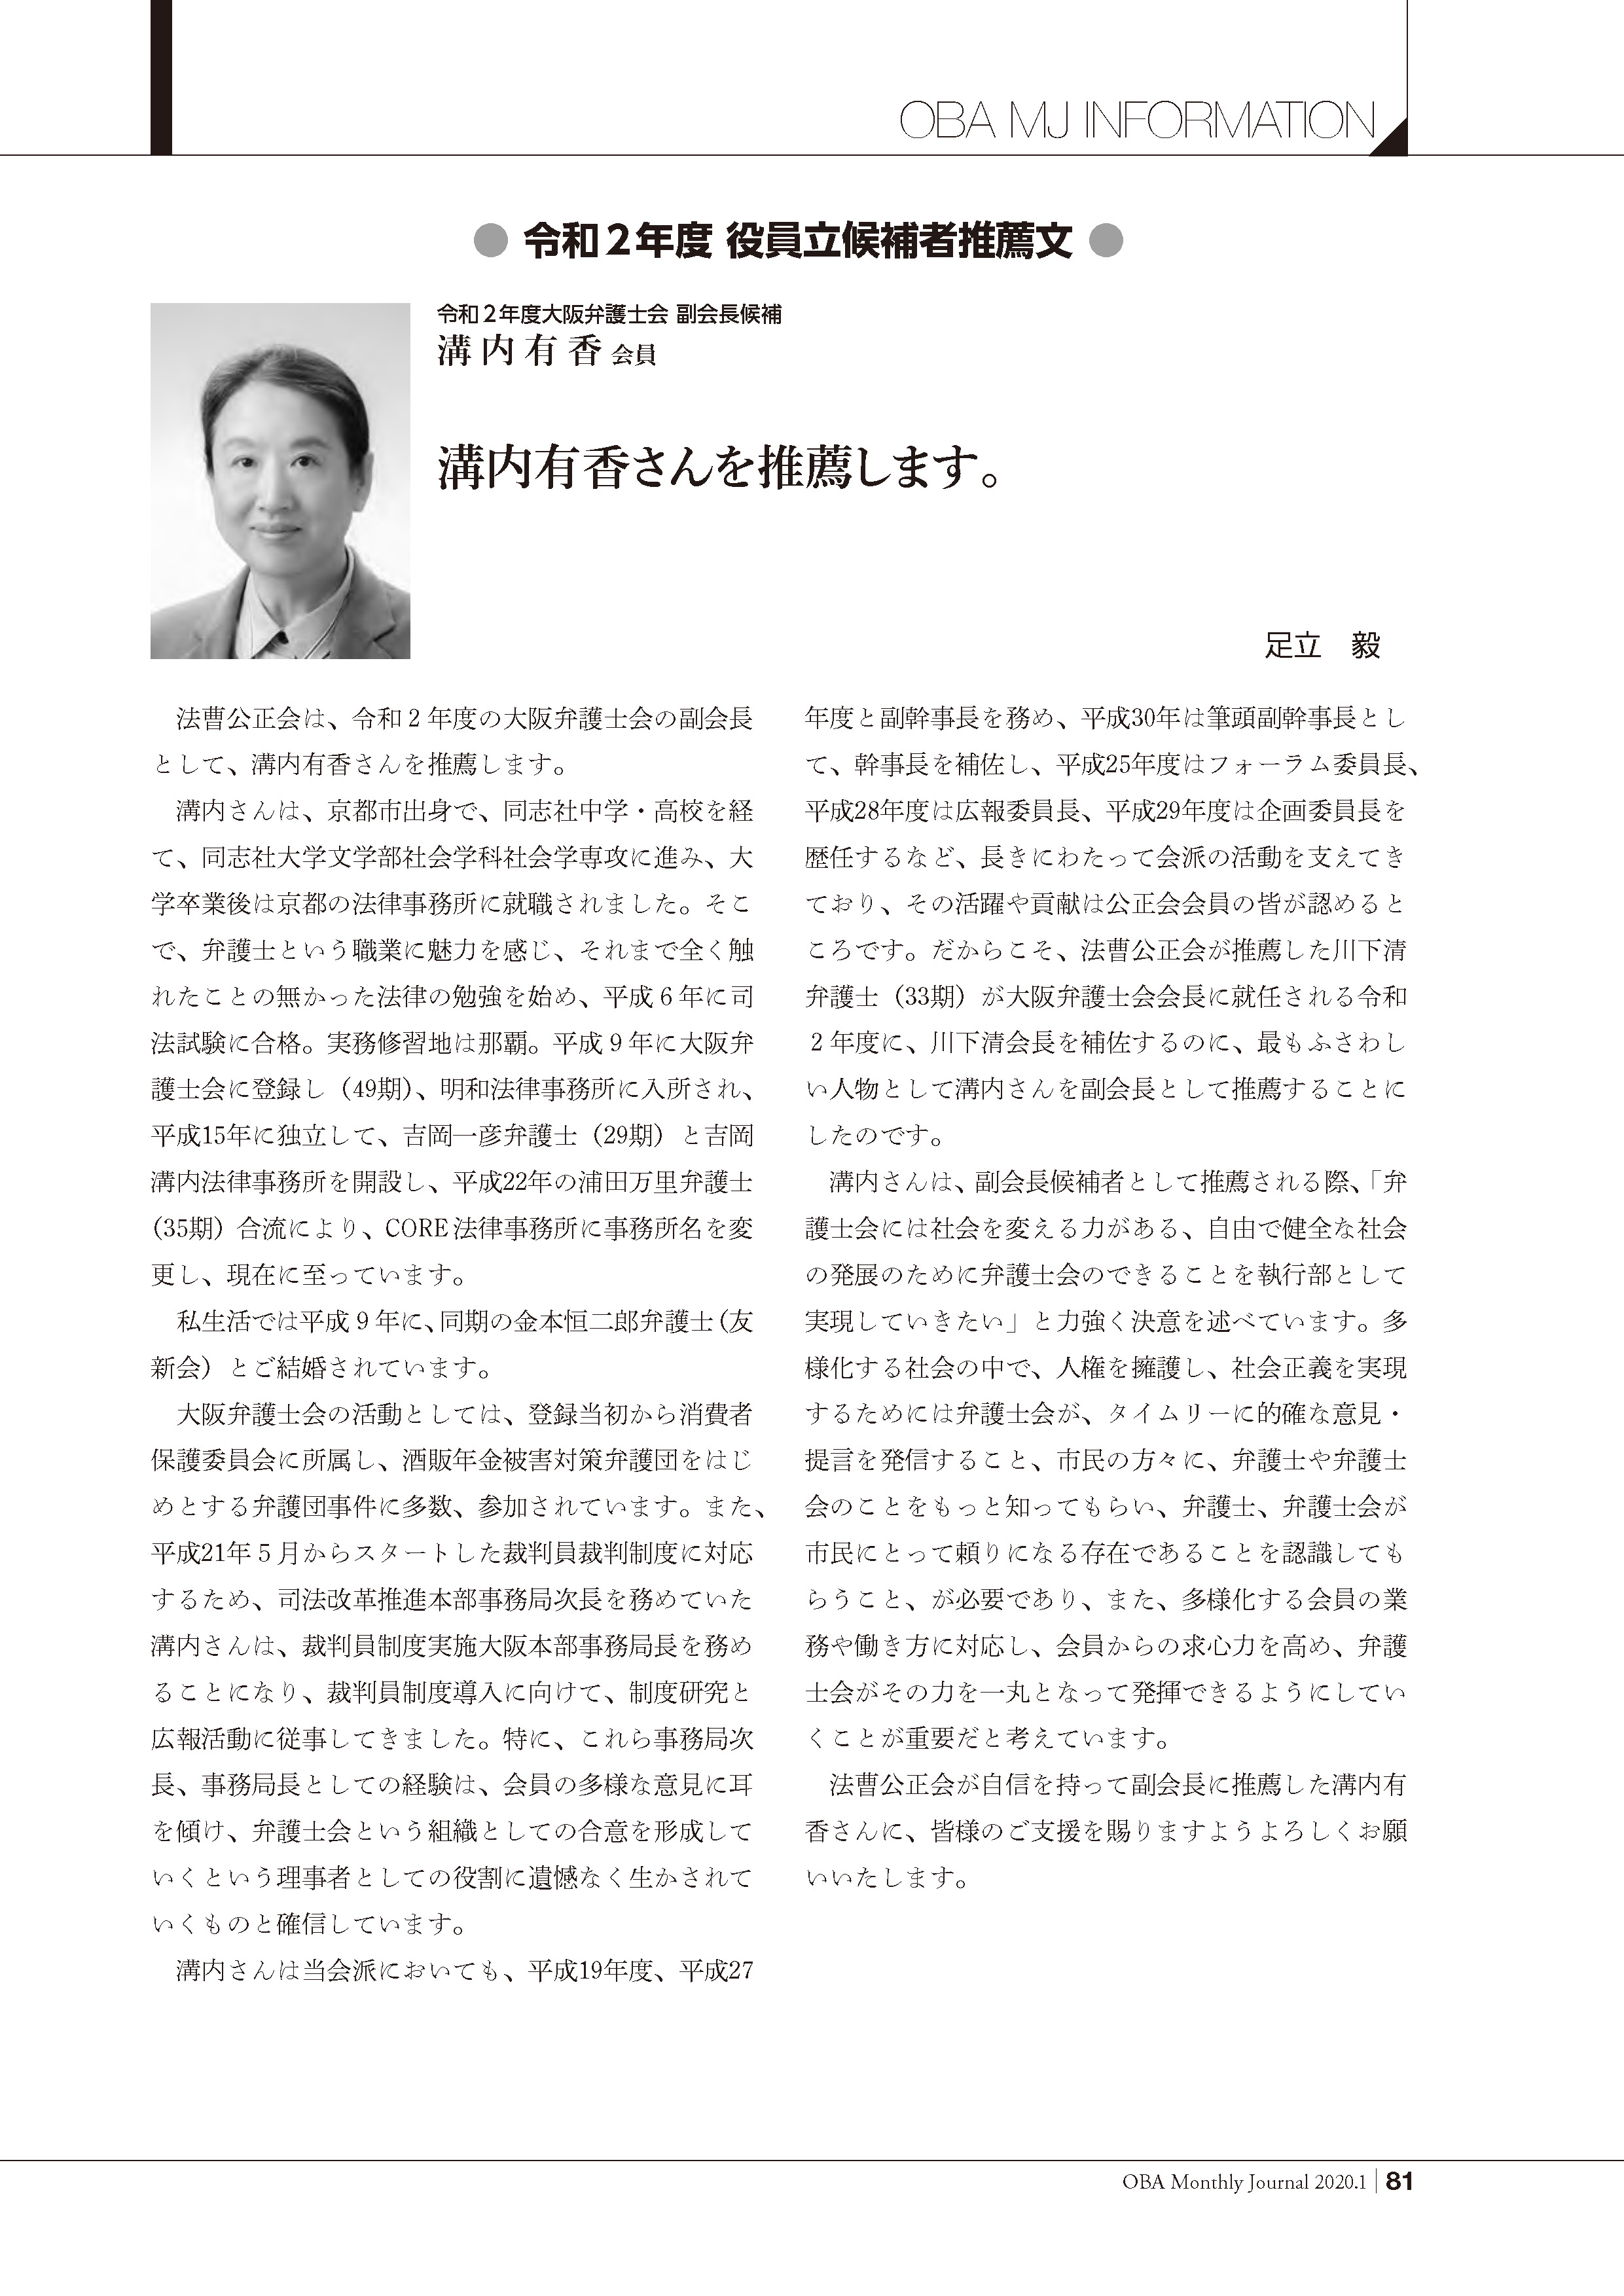 OBA MJ INFORMATION
● 令和２年度 役員立候補者推薦文 ●
令和２年度大阪弁護士会 副会長候補
溝内有香 会員
溝内有香さんを推薦します。
足立　毅
　法曹公正会は、令和２年度の大阪弁護士会の副会長
として、溝内有香さんを推薦します。
　溝内さんは、京都市出身で、同志社中学・高校を経
て、同志社大学文学部社会学科社会学専攻に進み、大
学卒業後は京都の法律事務所に就職されました。そこ
で、弁護士という職業に魅力を感じ、それまで全く触
れたことの無かった法律の勉強を始め、平成６年に司
法試験に合格。実務修習地は那覇。平成９年に大阪弁
護士会に登録し（49期）、明和法律事務所に入所され、
平成15年に独立して、吉岡一彦弁護士（29期）と吉岡
溝内法律事務所を開設し、平成22年の浦田万里弁護士
（35期）合流により、CORE法律事務所に事務所名を変
更し、現在に至っています。
　私生活では平成９年に、同期の金本恒二郎弁護士（友
新会）とご結婚されています。
　大阪弁護士会の活動としては、登録当初から消費者
保護委員会に所属し、酒販年金被害対策弁護団をはじ
めとする弁護団事件に多数、参加されています。また、
平成21年５月からスタートした裁判員裁判制度に対応
するため、司法改革推進本部事務局次長を務めていた
溝内さんは、裁判員制度実施大阪本部事務局長を務め
ることになり、裁判員制度導入に向けて、制度研究と
広報活動に従事してきました。特に、これら事務局次
長、事務局長としての経験は、会員の多様な意見に耳
を傾け、弁護士会という組織としての合意を形成して
いくという理事者としての役割に遺憾なく生かされて
いくものと確信しています。
　溝内さんは当会派においても、平成19年度、平成27
年度と副幹事長を務め、平成30年は筆頭副幹事長とし
て、幹事長を補佐し、平成25年度はフォーラム委員長、
平成28年度は広報委員長、平成29年度は企画委員長を
歴任するなど、長きにわたって会派の活動を支えてき
ており、その活躍や貢献は公正会会員の皆が認めると
ころです。だからこそ、法曹公正会が推薦した川下清
弁護士（33期）が大阪弁護士会会長に就任される令和
２年度に、川下清会長を補佐するのに、最もふさわし
い人物として溝内さんを副会長として推薦することに
したのです。
　溝内さんは、副会長候補者として推薦される際、「弁
護士会には社会を変える力がある、自由で健全な社会
の発展のために弁護士会のできることを執行部として
実現していきたい」と力強く決意を述べています。多
様化する社会の中で、人権を擁護し、社会正義を実現
するためには弁護士会が、タイムリーに的確な意見・
提言を発信すること、市民の方々に、弁護士や弁護士
会のことをもっと知ってもらい、弁護士、弁護士会が
市民にとって頼りになる存在であることを認識しても
らうこと、が必要であり、また、多様化する会員の業
務や働き方に対応し、会員からの求心力を高め、弁護
士会がその力を一丸となって発揮できるようにしてい
くことが重要だと考えています。
　法曹公正会が自信を持って副会長に推薦した溝内有
香さんに、皆様のご支援を賜りますようよろしくお願
いいたします。
OBA Monthly Journal 2020.1 | 81